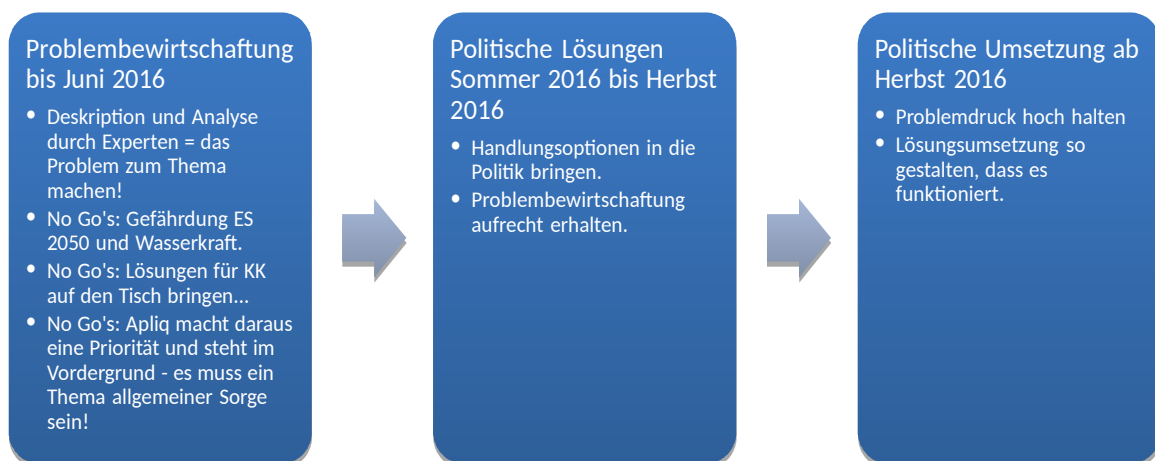 Problembewirtschaftung
bis Juni 2016
• Deskription und Analyse
durch Experten = das
Problem zum Thema
machen!
• No Go's: Gefährdung ES
2050 und Wasserkraft.
• No Go's: Lösungen für KK
auf den Tisch bringen...
• No Go's: Apliq macht daraus
eine Priorität und steht im
Vordergrund - es muss ein
Thema allgemeiner Sorge
sein!
Politische Lösungen
Sommer 2016 bis Herbst
2016
• Handlungsoptionen in die
Politik bringen.
• Problembewirtschaftung
aufrecht erhalten.
Politische Umsetzung ab
Herbst 2016
• Problemdruck hoch halten
• Lösungsumsetzung so
gestalten, dass es
funktioniert.